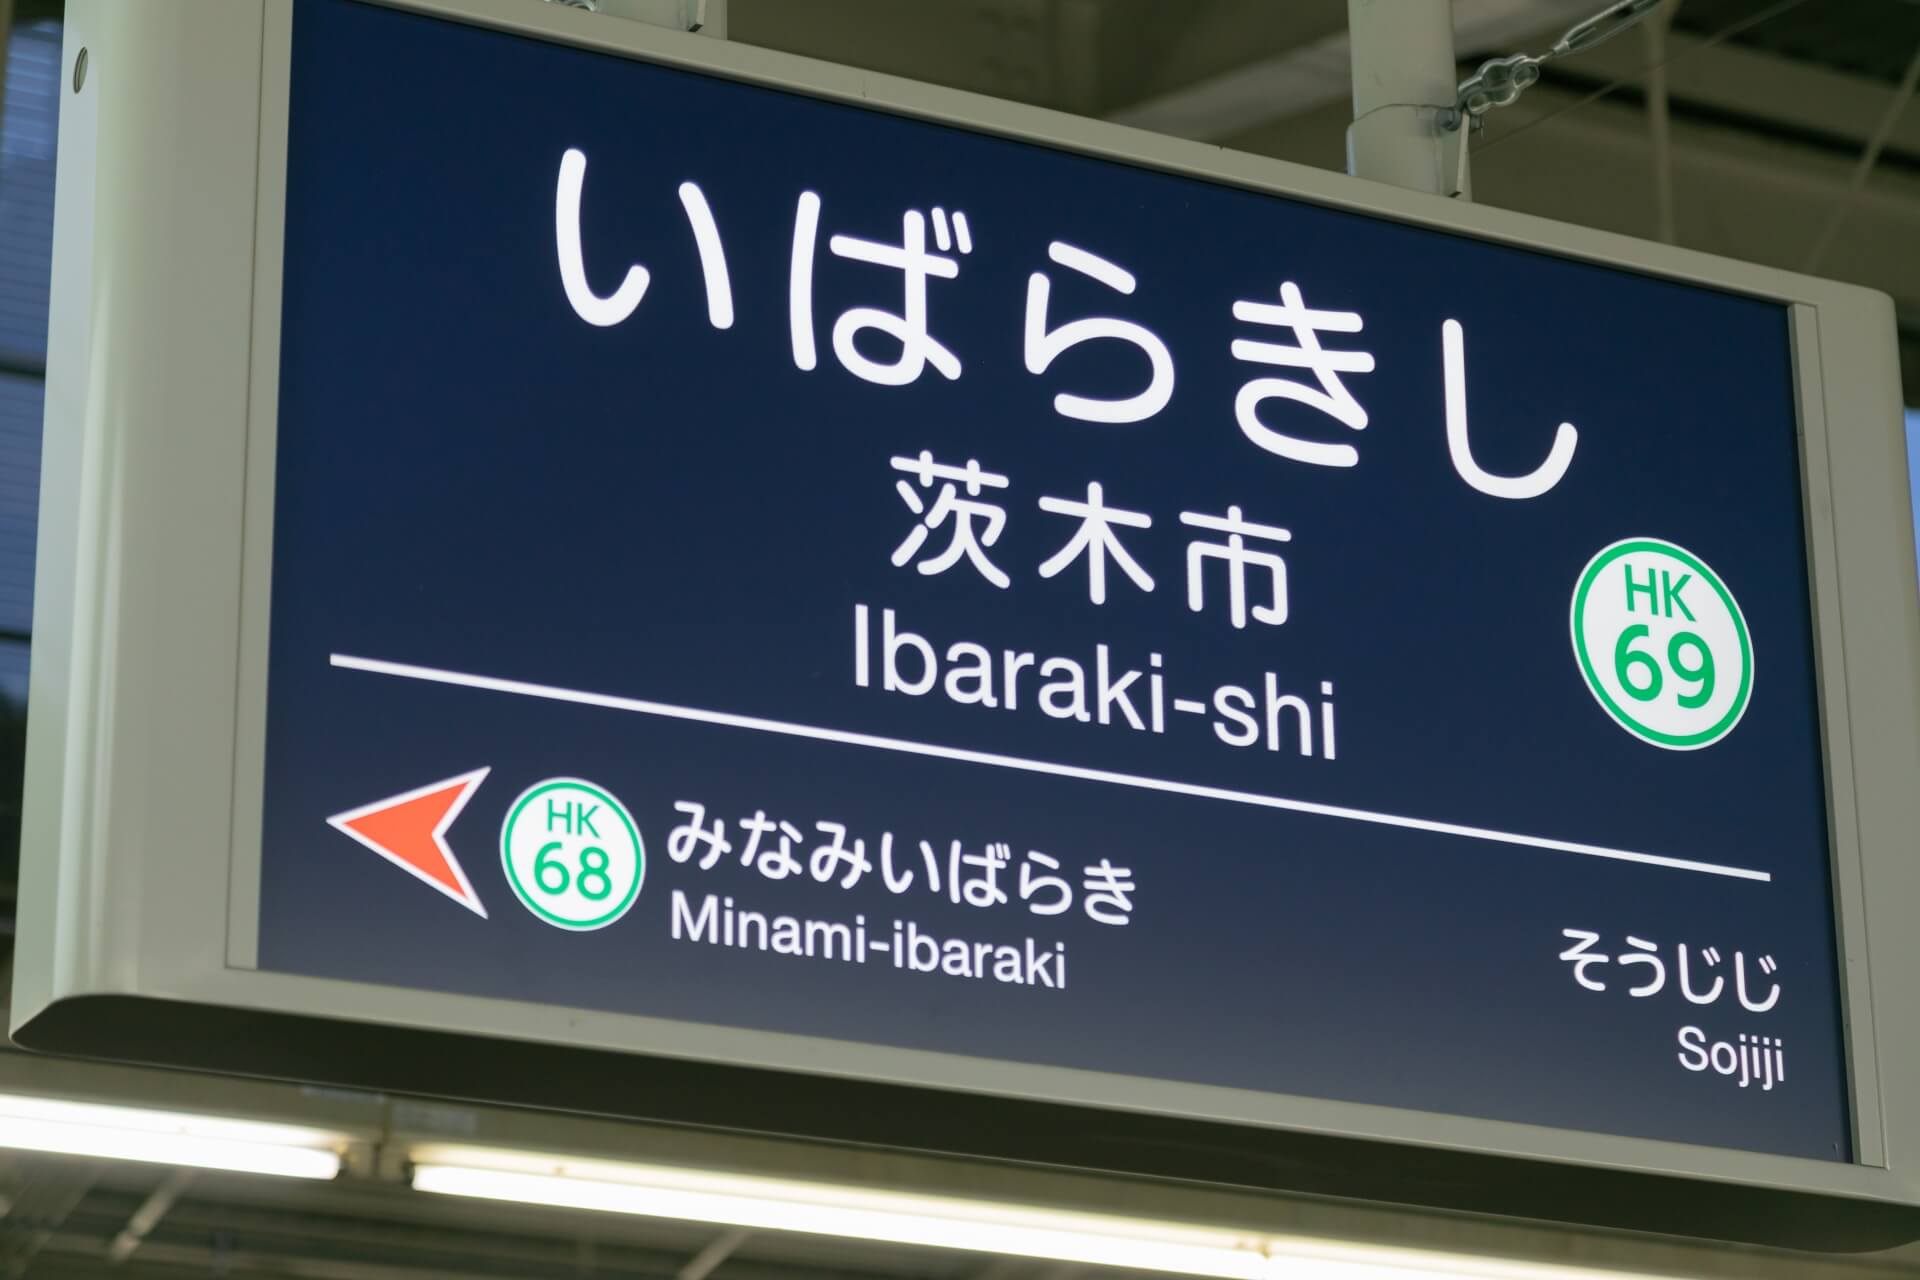 いばらきし
茨木市
Ibaraki-shi
HK
69
HK
68
みなみいばらき
Minami-ibaraki
そうじじ
Sojiji